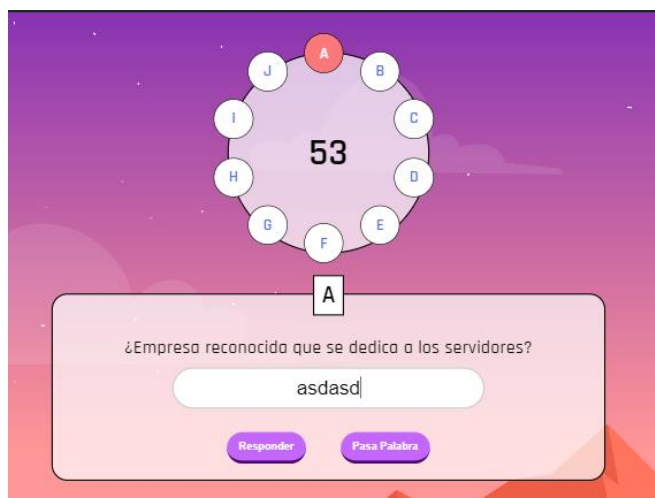 A
B
C
D
E
F
G
H
I
J
53
A
¿Empresa reconocida que se dedica a los servidores?
asdasd
Responder
Pasa Palabra